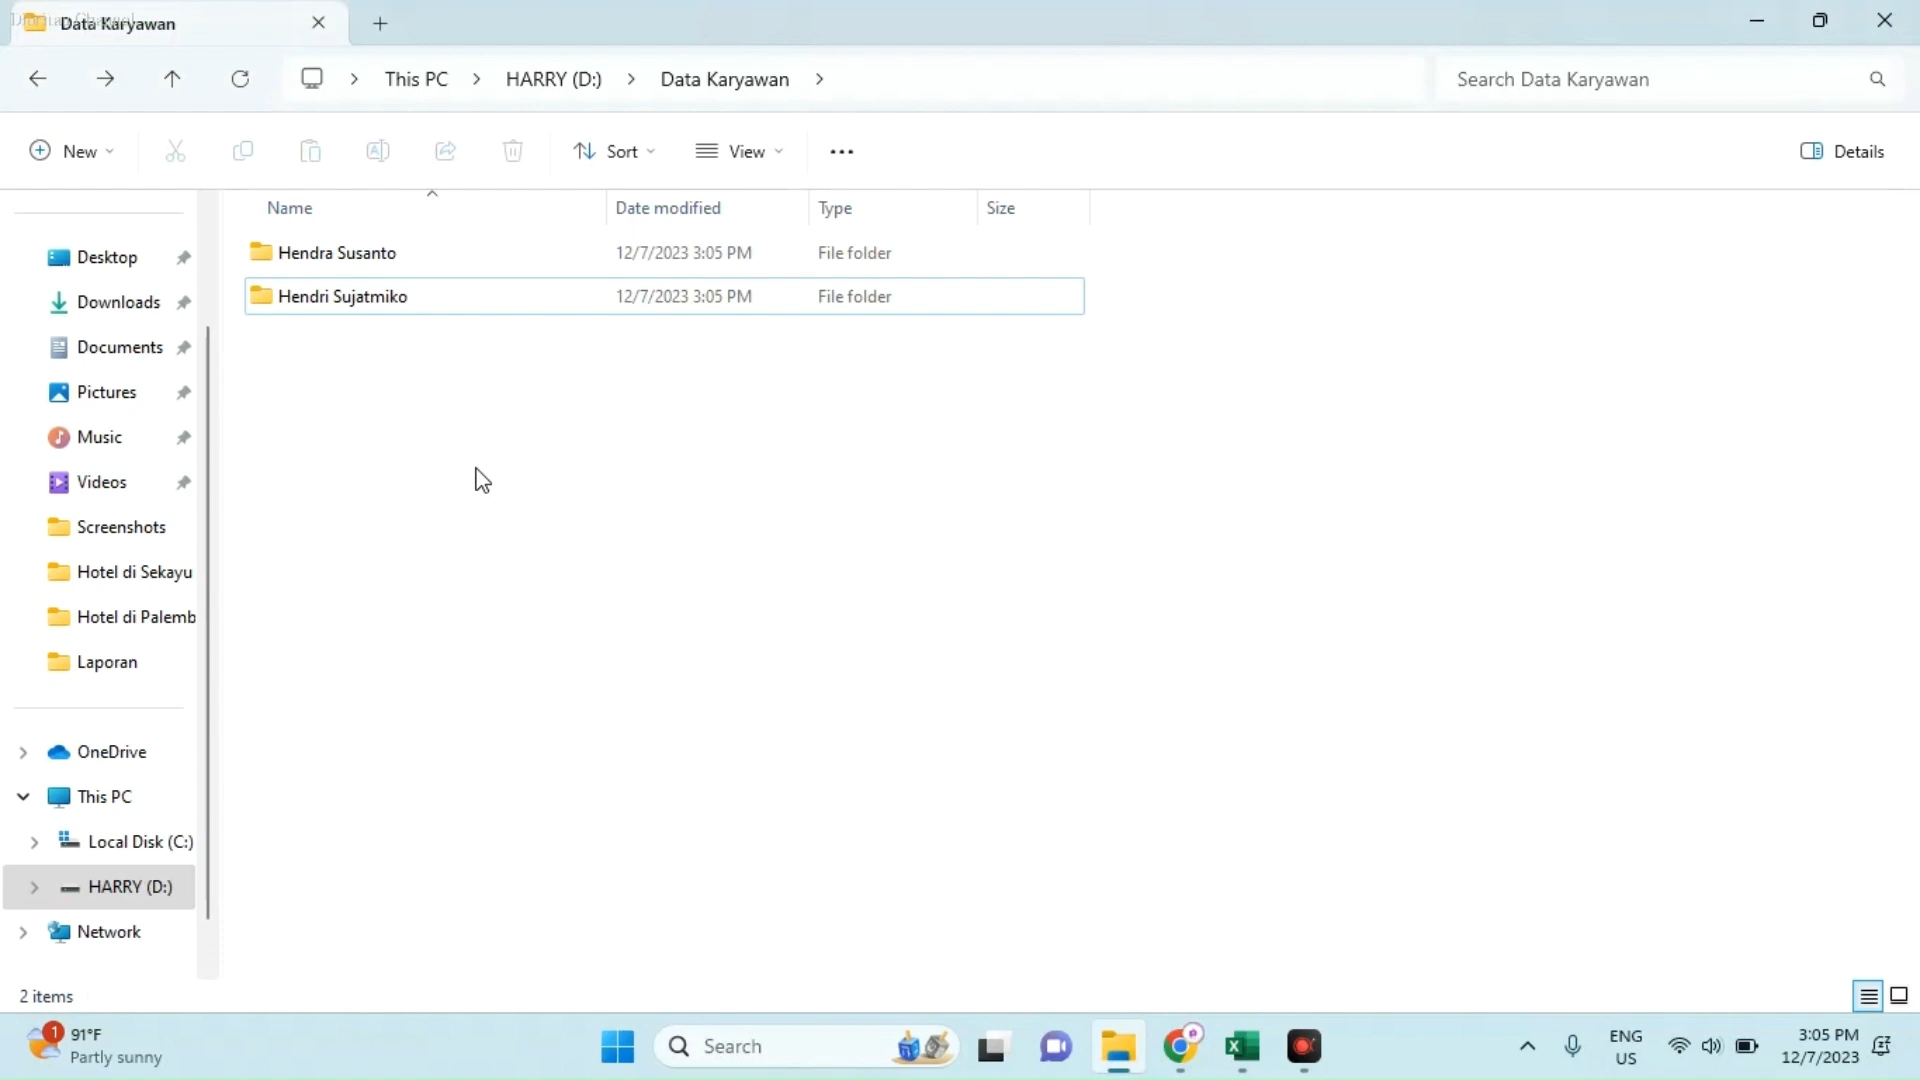 Data Karyawan
This PC
HARRY (D:)
Data Karyawan
Search Data Karyawan
New
Sort
View
Details
Name
Date modified
Type
Size
Hendra Susanto 12/7/2023 3:05 PM File folder
Hendri Sujatmiko 12/7/2023 3:05 PM File folder
Desktop
Downloads
Documents
Pictures
Music
Videos
Screenshots
Hotel di Sekayu
Hotel di Palemb
Laporan
OneDrive
This PC
Local Disk (C:)
HARRY (D:)
Network
2 items
1
91°F
Partly sunny
Search
P
ENG
US
3:05 PM
12/7/2023